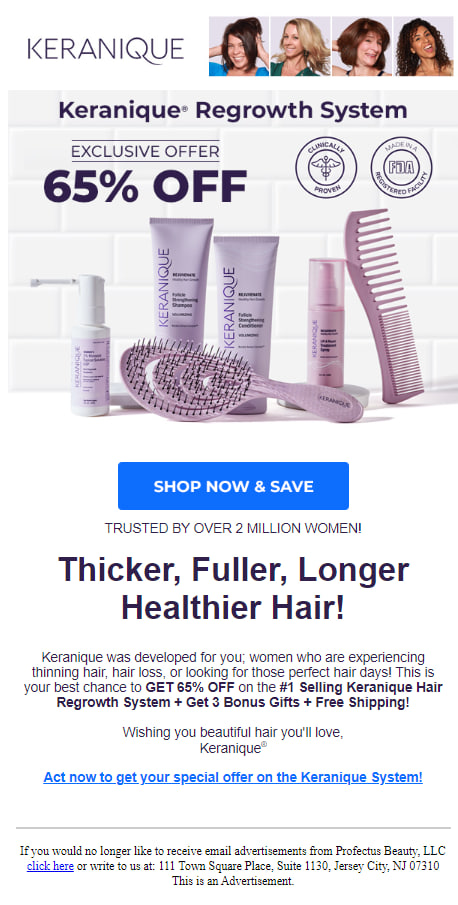 KERANIQUE
Keranique® Regrowth System
EXCLUSIVE OFFER
65% OFF
CLINICALLY
PROVEN
MADE IN A
FDA
REGISTERED FACILITY
KERANIQUE
REJUVENATE
Follicle
Strengthening
Shampoo
VOLUMIZING
KERANIQUE
REJUVENATE
Follicle
Strengthening
Conditioner
VOLUMIZING
KERANIQUE
KERANIQUE
Treatment
Spray
KERANIQUE
SHOP NOW & SAVE
TRUSTED BY OVER 2 MILLION WOMEN!
Thicker, Fuller, Longer
Healthier Hair!
Keranique was developed for you; women who are experiencing
thinning hair, hair loss, or looking for those perfect hair days! This is
your best chance to GET 65% OFF on the #1 Selling Keranique Hair
Regrowth System + Get 3 Bonus Gifts + Free Shipping!
Wishing you beautiful hair you'll love,
Keranique®
Act now to get your special offer on the Keranique System!
If you would no longer like to receive email advertisements from Profectus Beauty, LLC
click here or write to us at: 111 Town Square Place, Suite 1130, Jersey City, NJ 07310
This is an Advertisement.